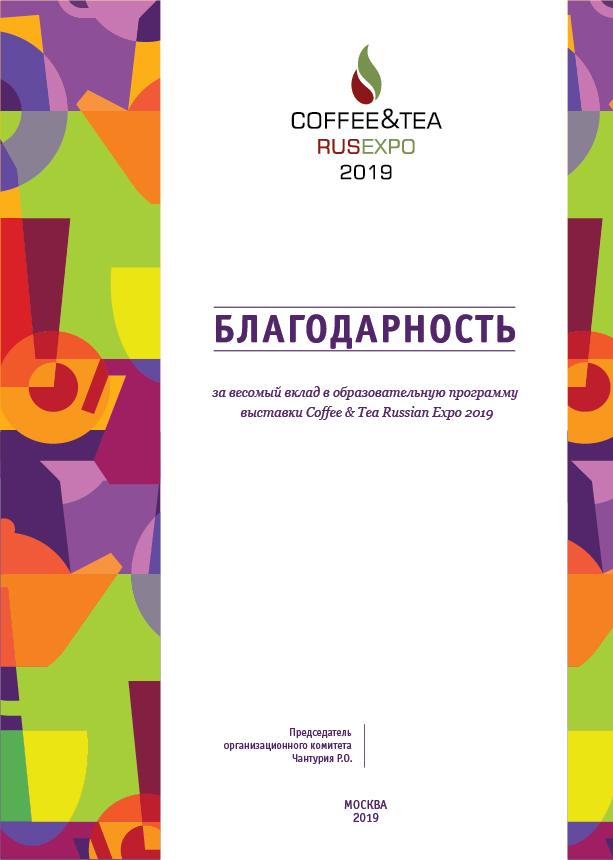 COFFEE&TEA
RUSEXPO
2019
БЛАГОДАРНОСТЬ
за весомый вклад в образовательную программу
выставки Coffee & Tea Russian Expo 2019
Председатель
организационного комитета
Чантурия Р.О.
МОСКВА
2019